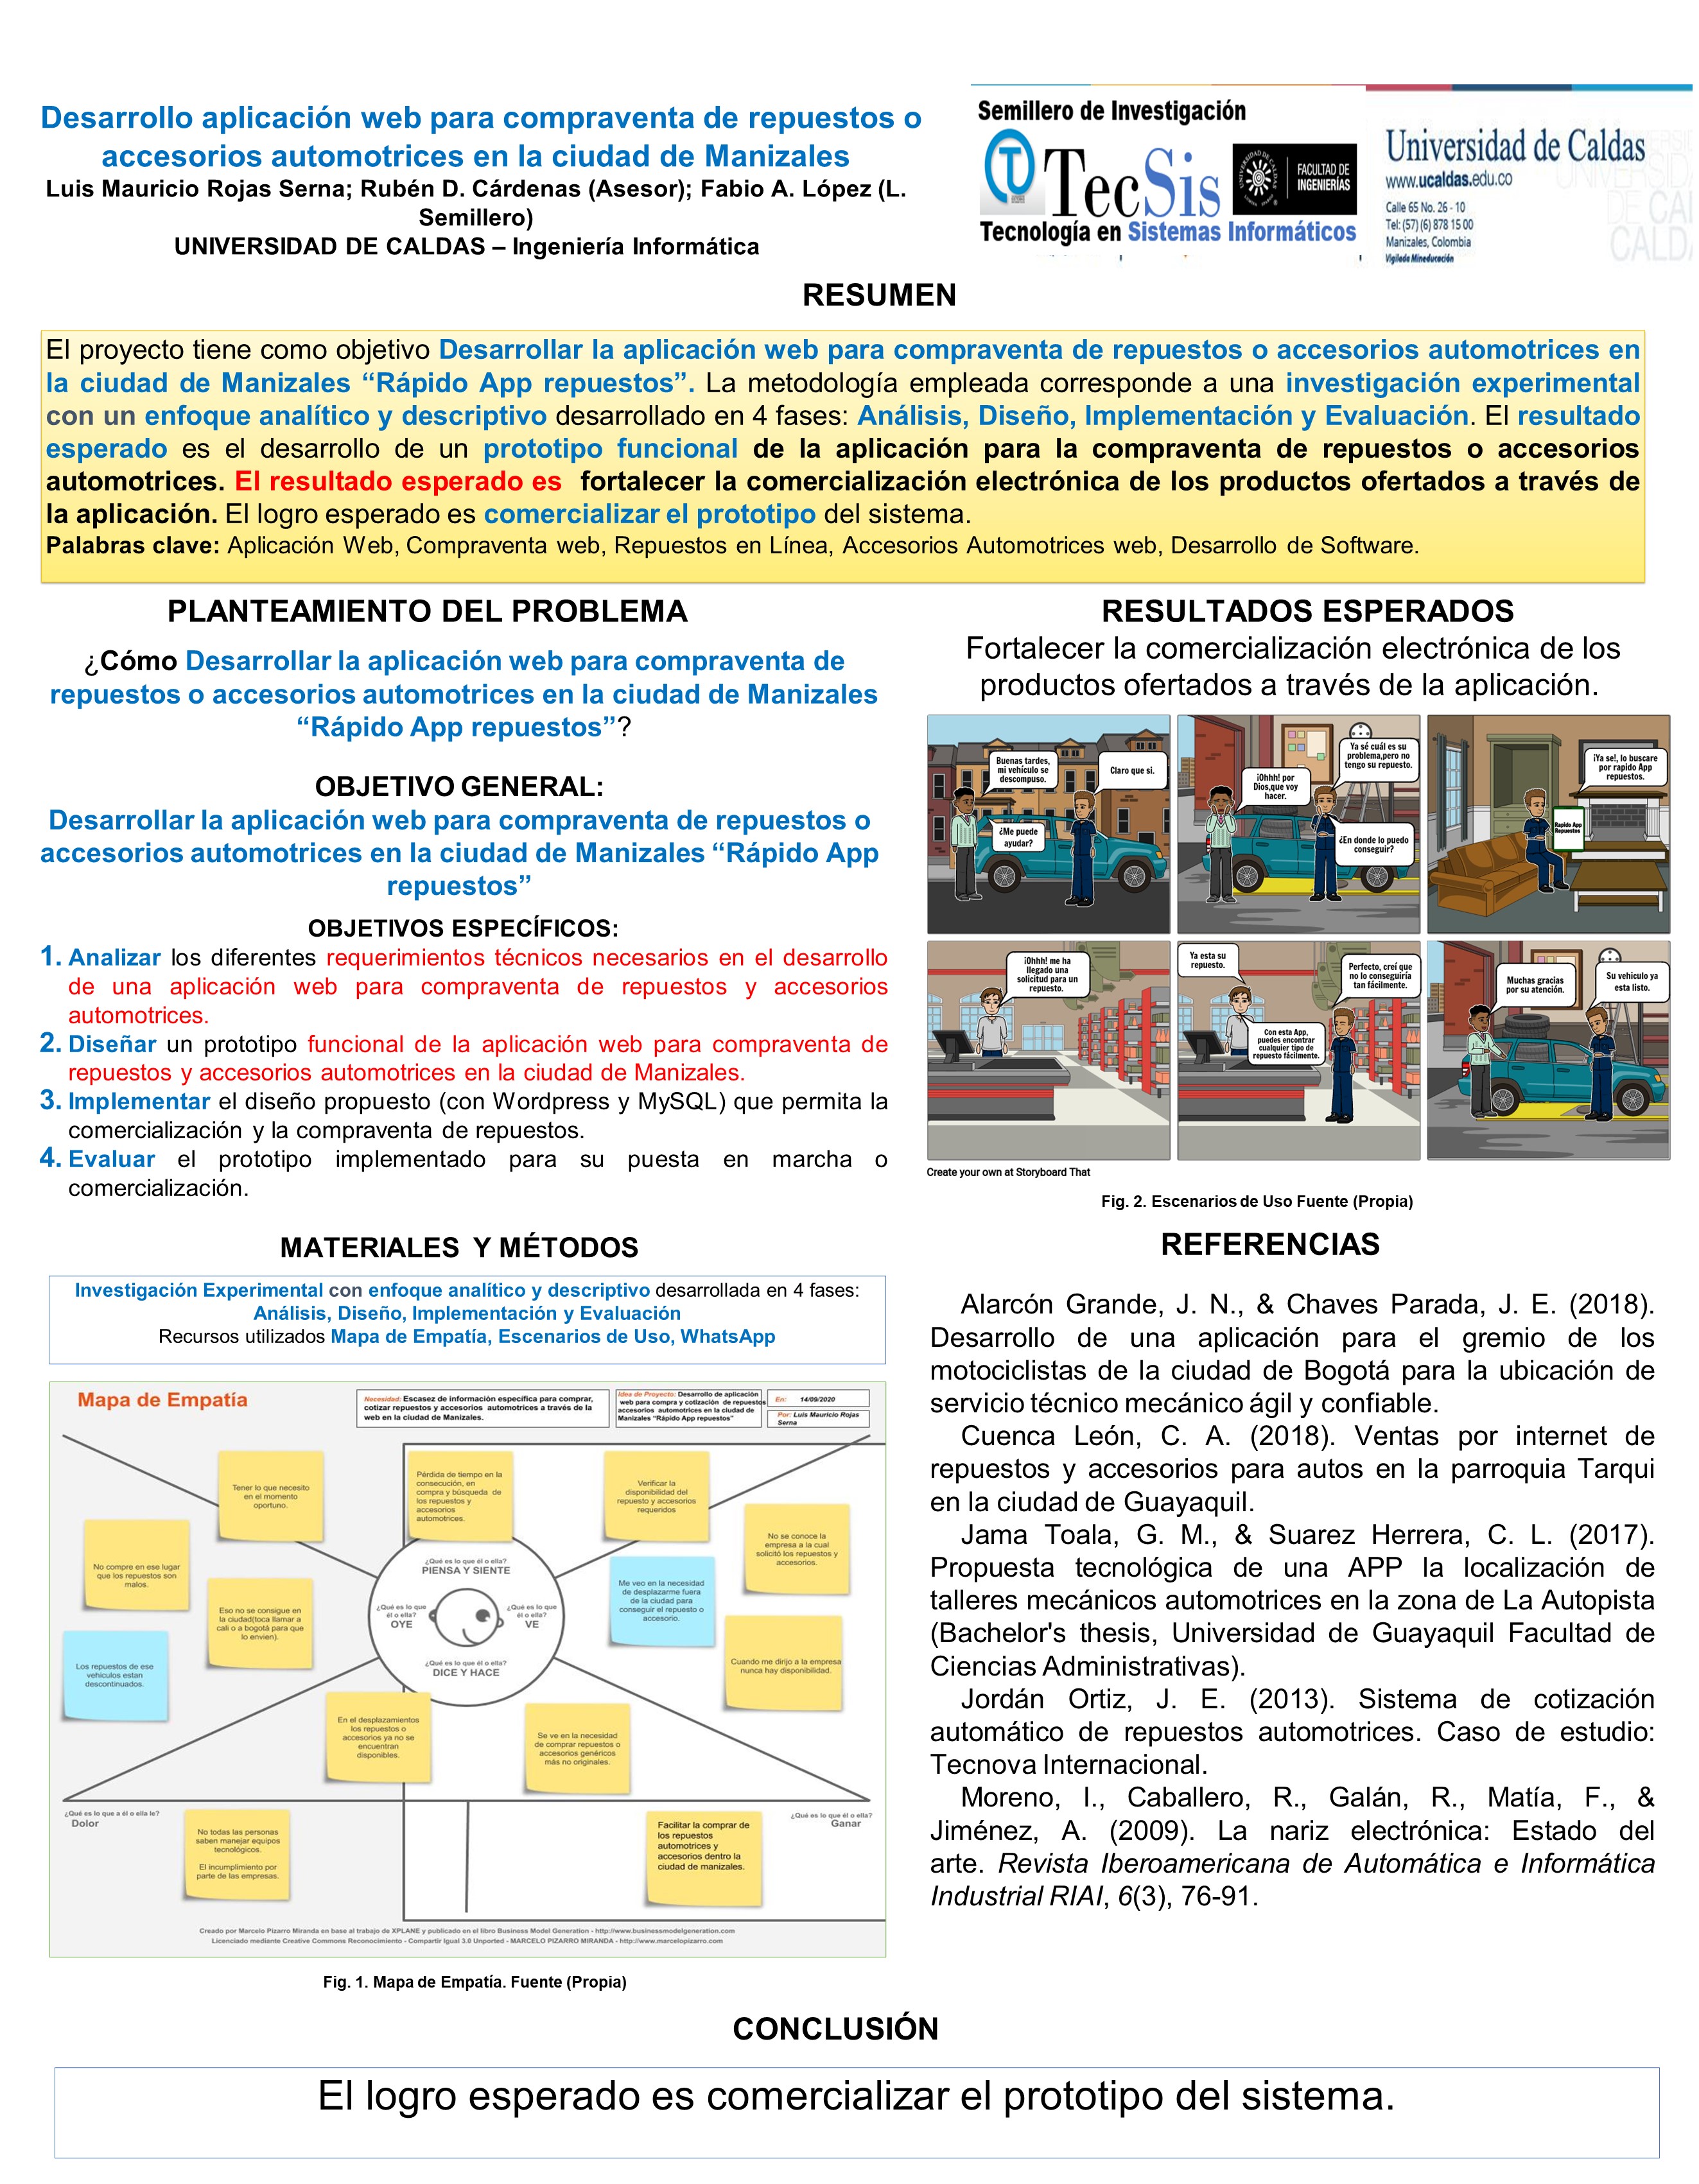 Desarrollo aplicación web para compraventa de repuestos o
accesorios automotrices en la ciudad de Manizales
Luis Mauricio Rojas Serna; Rubén D. Cárdenas (Asesor); Fabio A. López (L.
Semillero)
UNIVERSIDAD DE CALDAS – Ingeniería Informática
Semillero de Investigación
TecSis
UNIVERSIDAD DE CALDAS
FACULTAD DE
INGENIERÍAS
Tecnología en Sistemas Informáticos
Universidad de Caldas
www.ucaldas.edu.co
Calle 65 No. 26 - 10
Tel: (57) (6) 878 15 00
Manizales, Colombia
Vigilada Mineducación
RESUMEN
El proyecto tiene como objetivo Desarrollar la aplicación web para compraventa de repuestos o accesorios automotrices en
la ciudad de Manizales “Rápido App repuestos”. La metodología empleada corresponde a una investigación experimental
con un enfoque analítico y descriptivo desarrollado en 4 fases: Análisis, Diseño, Implementación y Evaluación. El resultado
esperado es el desarrollo de un prototipo funcional de la aplicación para la compraventa de repuestos o accesorios
automotrices. El resultado esperado es fortalecer la comercialización electrónica de los productos ofertados a través de
la aplicación. El logro esperado es comercializar el prototipo del sistema.
Palabras clave: Aplicación Web, Compraventa web, Repuestos en Línea, Accesorios Automotrices web, Desarrollo de Software.
PLANTEAMIENTO DEL PROBLEMA
¿Cómo Desarrollar la aplicación web para compraventa de
repuestos o accesorios automotrices en la ciudad de Manizales
“Rápido App repuestos”?
OBJETIVO GENERAL:
Desarrollar la aplicación web para compraventa de repuestos o
accesorios automotrices en la ciudad de Manizales “Rápido App
repuestos”
OBJETIVOS ESPECÍFICOS:
1. Analizar los diferentes requerimientos técnicos necesarios en el desarrollo
de una aplicación web para compraventa de repuestos y accesorios
automotrices.
2. Diseñar un prototipo funcional de la aplicación web para compraventa de
repuestos y accesorios automotrices en la ciudad de Manizales.
3. Implementar el diseño propuesto (con Wordpress y MySQL) que permita la
comercialización y la compraventa de repuestos.
4. Evaluar el prototipo implementado para su puesta en marcha o
comercialización.
MATERIALES Y MÉTODOS
Investigación Experimental con enfoque analítico y descriptivo desarrollada en 4 fases:
Análisis, Diseño, Implementación y Evaluación
Recursos utilizados Mapa de Empatía, Escenarios de Uso, WhatsApp
Mapa de Empatía
Necesidad: Escasez de información específica para comprar,
cotizar repuestos y accesorios automotrices a través de la
web en la ciudad de Manizales.
Idea de Proyecto: Desarrollo de aplicación
web para compra y cotización de repuestos
accesorios automotrices en la ciudad de
Manizales “Rápido App repuestos”
En: 14/09/2020
Por: Luis Mauricio Rojas
Serna
Tener lo que necesito
en el momento
oportuno.
Pérdida de tiempo en la
consecución, en
compra y búsqueda de
los repuestos y
accesorios
automotrices.
Verificar la
disponibilidad del
repuesto y accesorios
requeridos
No se conoce la
empresa a la cual
solicitó los repuestos y
accesorios.
No compre en ese lugar
que los repuestos son
malos.
Eso no se consigue en
la ciudad(toca llamar a
cali o a bogotá para que
lo envien).
Me veo en la necesidad
de desplazarme fuera
de la ciudad para
conseguir el repuesto o
accesorio.
Los repuestos de ese
vehiculos estan
descontinuados.
Cuando me dirijo a la empresa
nunca hay disponibilidad.
¿Qué es lo que él o ella?
PIENSA Y SIENTE
¿Qué es lo que
él o ella?
OYE
¿Qué es lo que
él o ella?
VE
¿Qué es lo que él o ella?
DICE Y HACE
En el desplazamientos
los repuestos o
accesorios ya no se
encuentran
disponibles.
Se ve en la necesidad
de comprar repuestos o
accesorios genéricos
más no originales.
¿Qué es lo que a él o ella le?
Dolor
No todas las personas
saben manejar equipos
tecnológicos.
El incumplimiento por
parte de las empresas.
Facilitar la comprar de
los repuestos
automotrices y
accesorios dentro la
ciudad de manizales.
¿Qué es lo que él o ella?
Ganar
Creado por Marcelo Pizarro Miranda en base al trabajo de XPLANE y publicado en el libro Business Model Generation - http://www.businessmodelgeneration.com
Licenciado mediante Creative Commons Reconocimiento - Compartir Igual 3.0 Unported - MARCELO PIZARRO MIRANDA - http://www.marcelopizarro.com
Fig. 1. Mapa de Empatía. Fuente (Propia)
RESULTADOS ESPERADOS
Fortalecer la comercialización electrónica de los
productos ofertados a través de la aplicación.
Buenas tardes,
mi vehículo se
descompuso.
Claro que si.
¿Me puede
ayudar?
Ya sé cuál es su
problema,pero no
tengo su repuesto.
¡Ohhh! por
Dios,que voy
hacer.
¿En donde lo puedo
conseguir?
¡Ya se!, lo buscare
por rapido App
repuestos.
Rapido App
Repuestos
¡Ohhh! me ha
llegado una
solicitud para un
repuesto.
Ya esta su
repuesto.
Perfecto, creí que
no lo conseguiría
tan fácilmente.
Con esta App,
puedes encontrar
cualquier tipo de
repuesto fácilmente.
Muchas gracias
por su atención.
Su vehiculo ya
esta listo.
Create your own at Storyboard That
Fig. 2. Escenarios de Uso Fuente (Propia)
REFERENCIAS
Alarcón Grande, J. N., & Chaves Parada, J. E. (2018).
Desarrollo de una aplicación para el gremio de los
motociclistas de la ciudad de Bogotá para la ubicación de
servicio técnico mecánico ágil y confiable.
Cuenca León, C. A. (2018). Ventas por internet de
repuestos y accesorios para autos en la parroquia Tarqui
en la ciudad de Guayaquil.
Jama Toala, G. M., & Suarez Herrera, C. L. (2017).
Propuesta tecnológica de una APP la localización de
talleres mecánicos automotrices en la zona de La Autopista
(Bachelor's thesis, Universidad de Guayaquil Facultad de
Ciencias Administrativas).
Jordán Ortiz, J. E. (2013). Sistema de cotización
automático de repuestos automotrices. Caso de estudio:
Tecnova Internacional.
Moreno, I., Caballero, R., Galán, R., Matía, F., &
Jiménez, A. (2009). La nariz electrónica: Estado del
arte. Revista Iberoamericana de Automática e Informática
Industrial RIAI, 6(3), 76-91.
CONCLUSIÓN
El logro esperado es comercializar el prototipo del sistema.